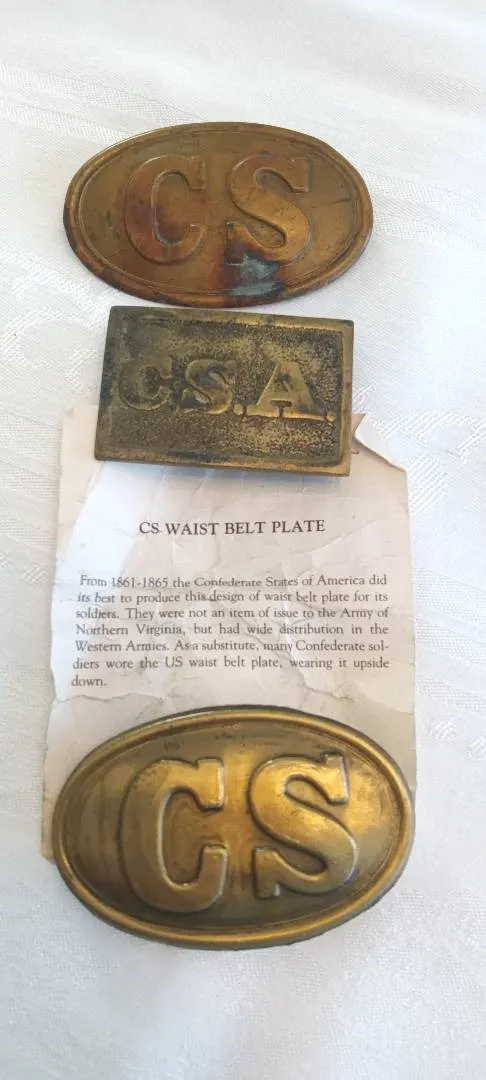 CS
C.S.A.
CS WAIST BELT PLATE
From 1861-1865 the Confederate States of America did
its best to produce this design of waist belt plate for its
soldiers. They were not an item of issue to the Army of
Northern Virginia, but had wide distribution in the
Western Armies. As a substitute, many Confederate sol-
diers wore the US waist belt plate, wearing it upside
down.
CS